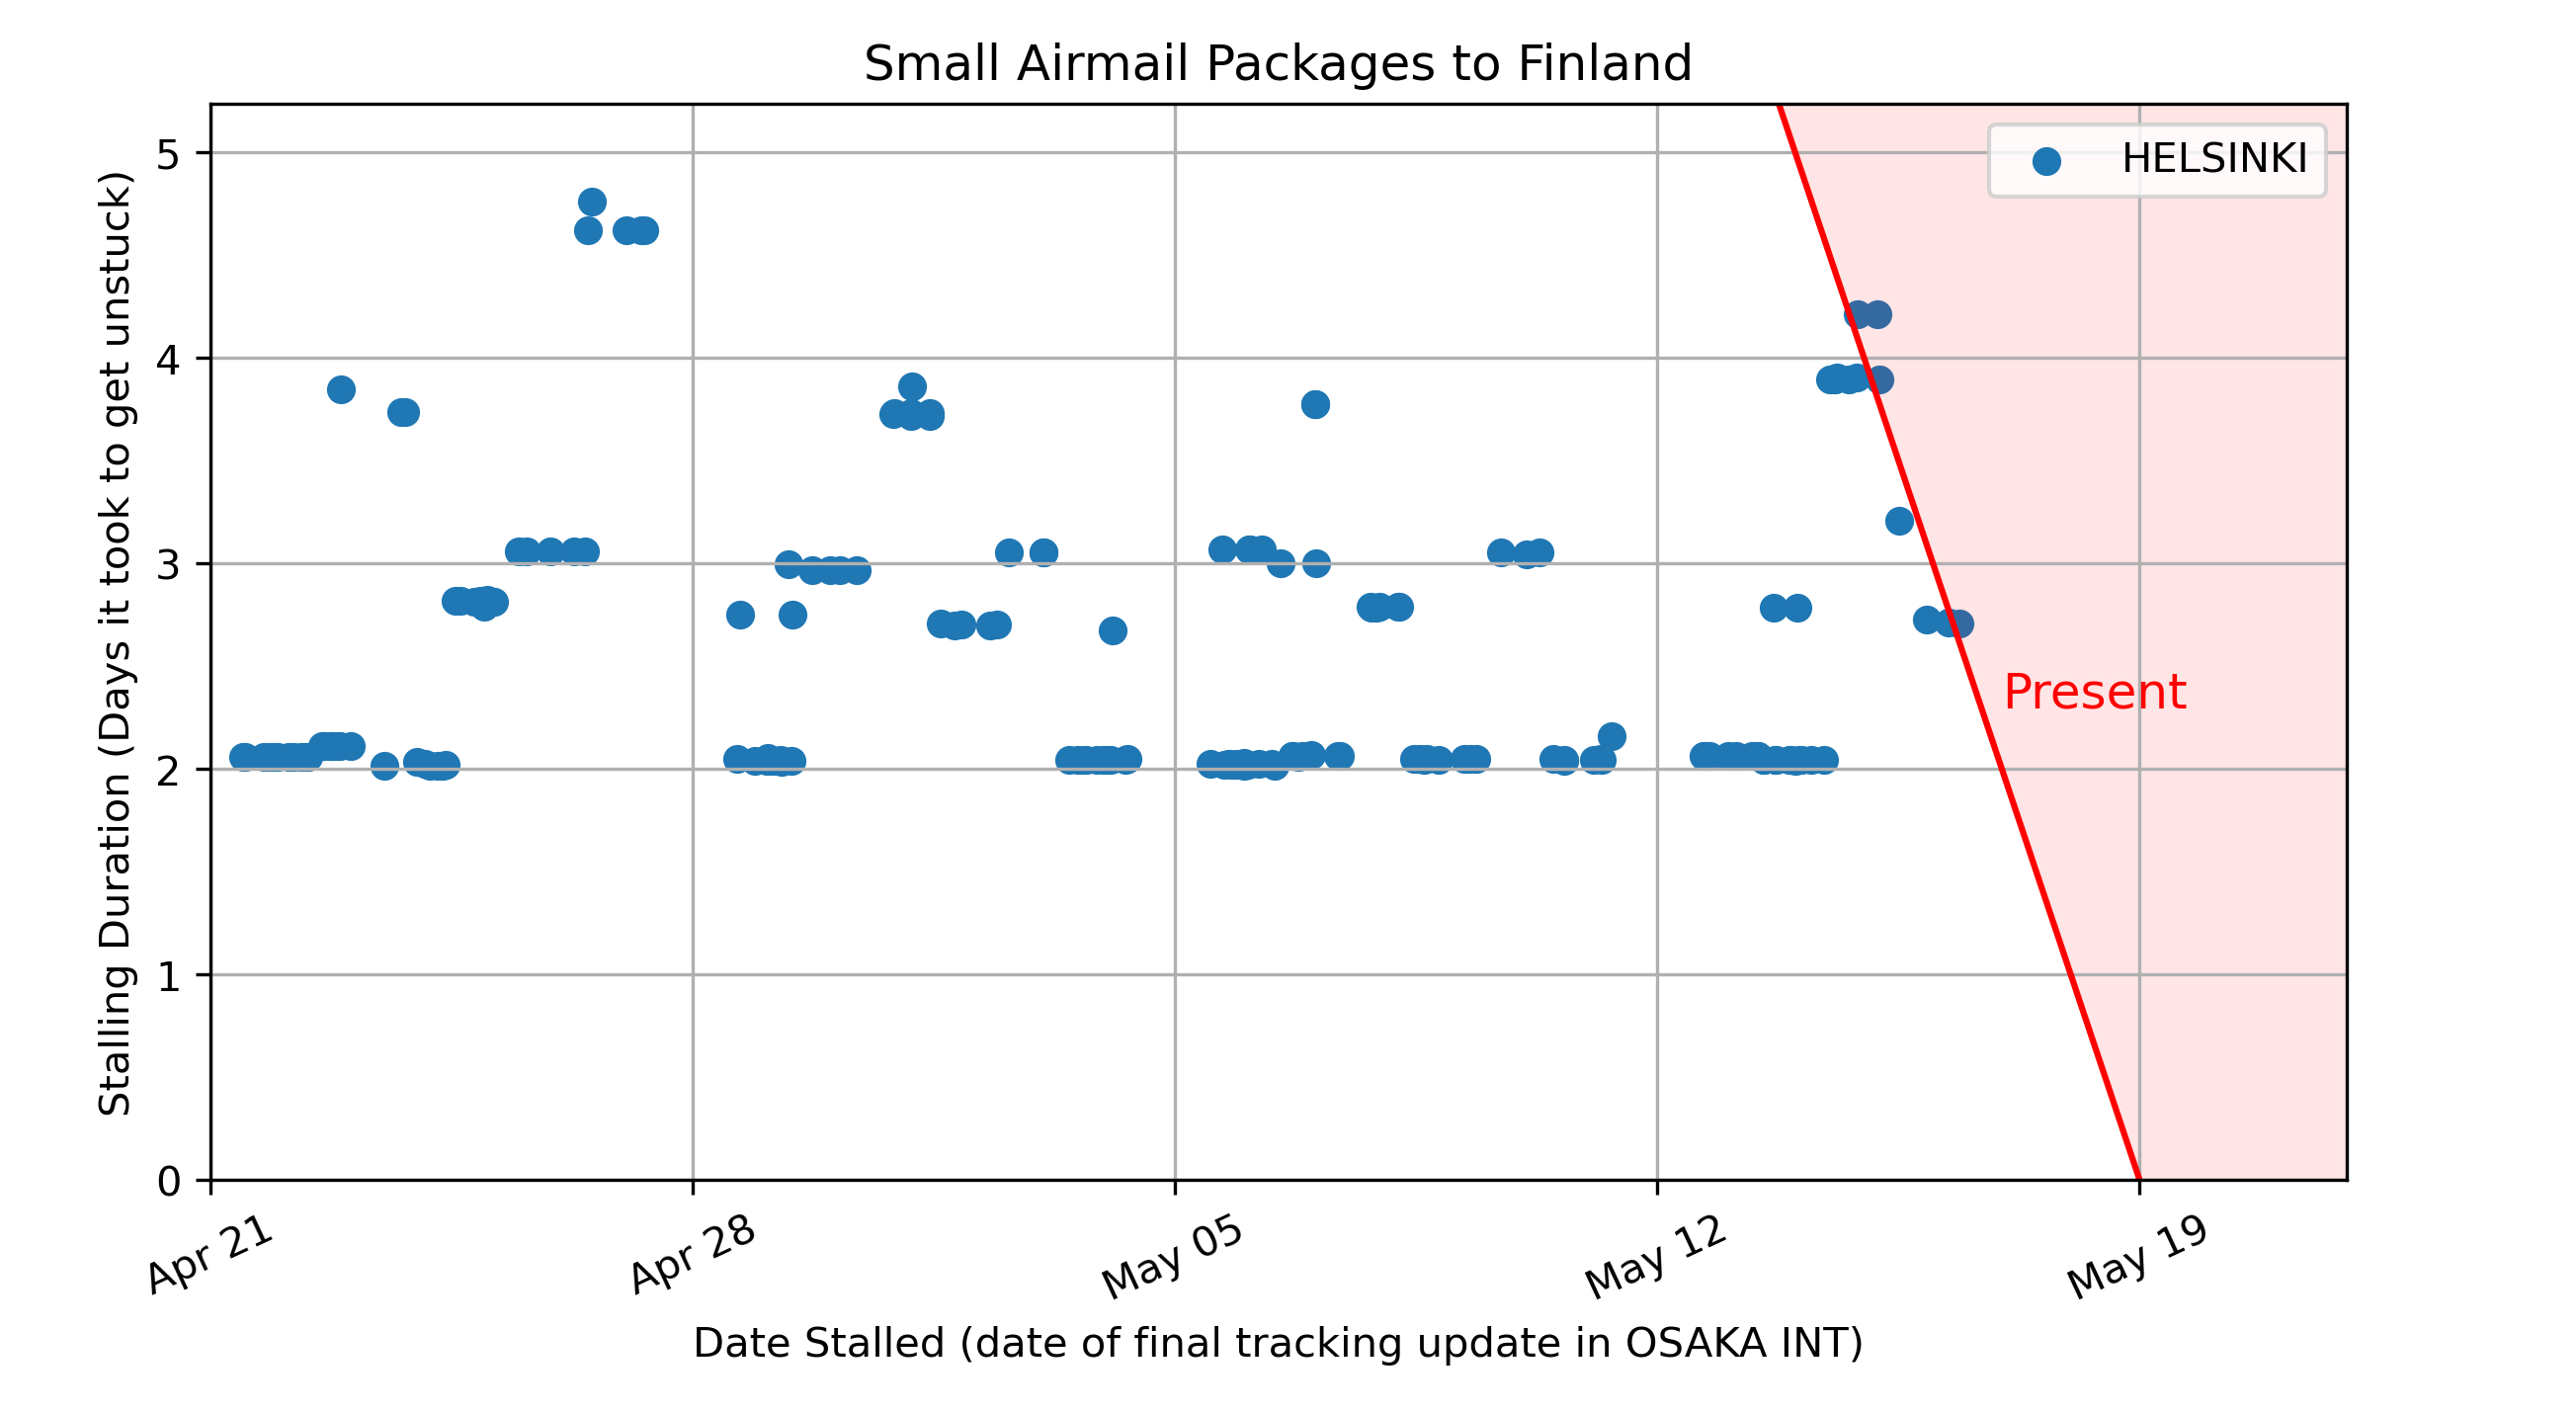 Small Airmail Packages to Finland
Stalling Duration (Days it took to get unstuck)
5
4
3
2
1
0
HELSINKI
Present
Apr 21
Apr 28
May 05
May 12
May 19
Date Stalled (date of final tracking update in OSAKA INT)